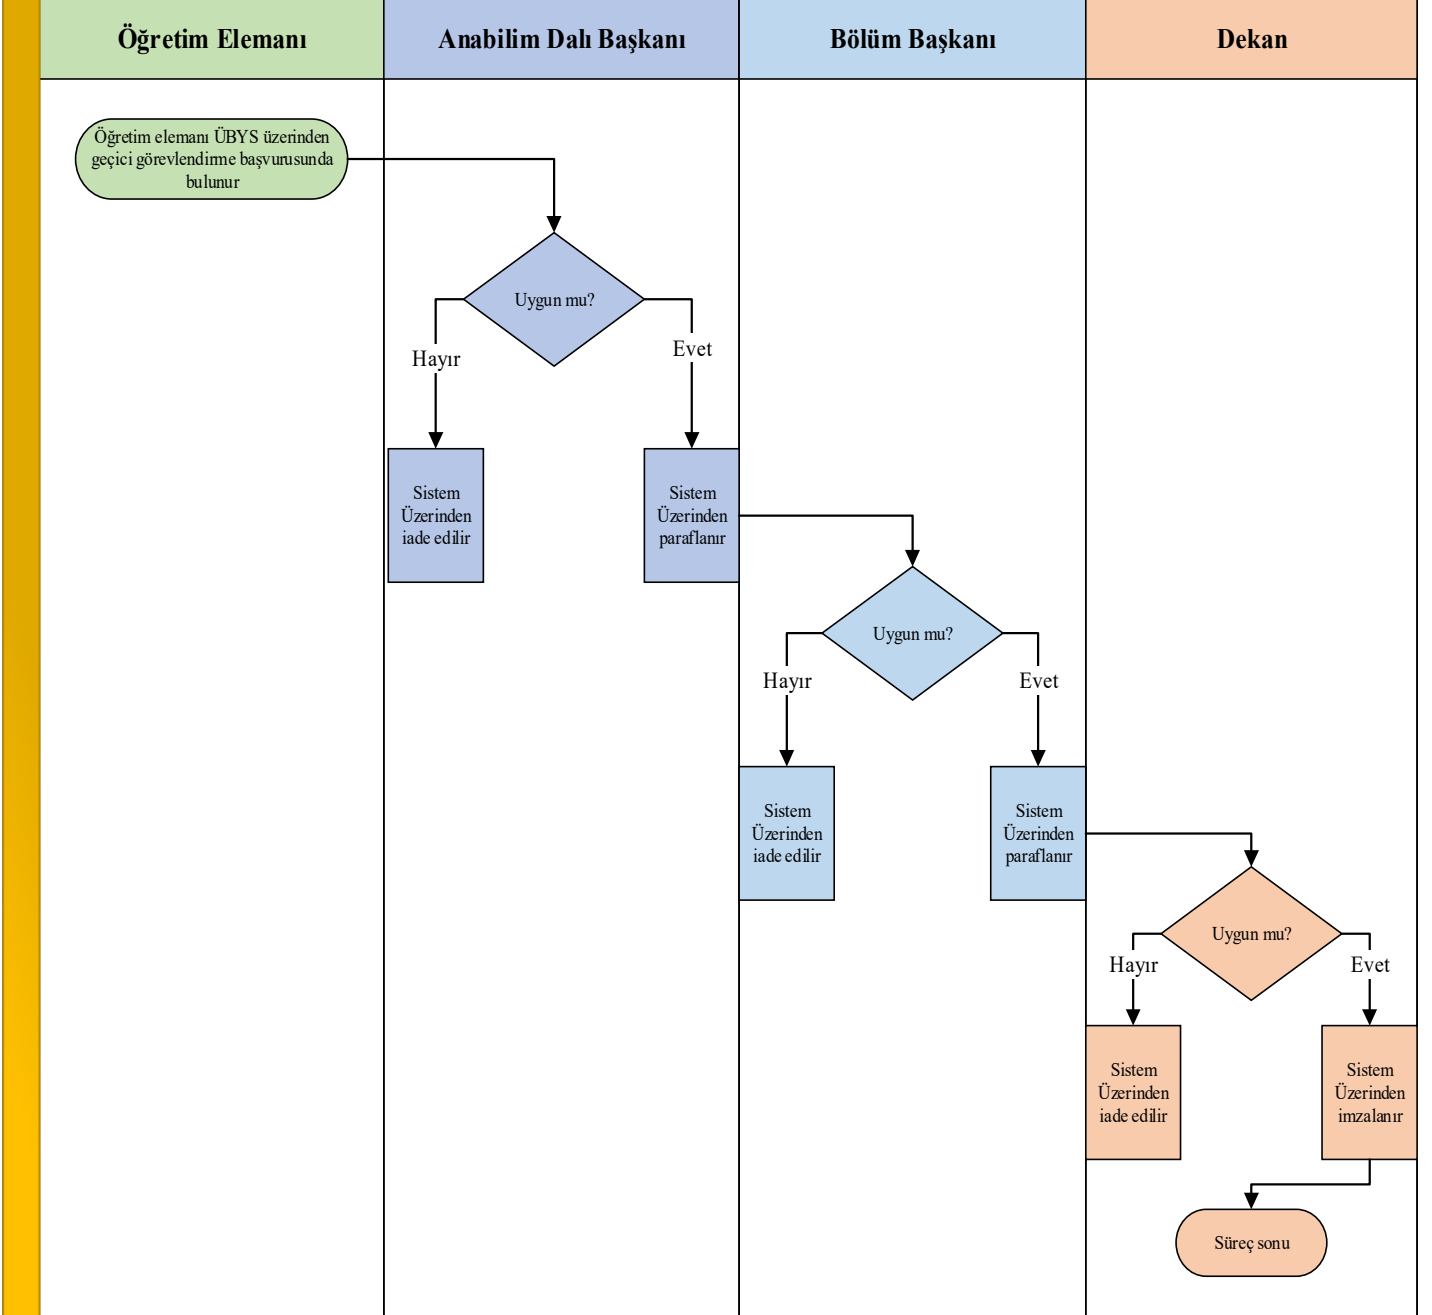 Öğretim Elemanı
Anabilim Dalı Başkanı
Bölüm Başkanı
Dekan
Öğretim elemanı ÜBYS üzerinden
geçici görevlendirme başvurusunda
bulunur
Uygun mu?
Hayır
Evet
Sistem
Üzerinden
iade edilir
Sistem
Üzerinden
paraflanır
Uygun mu?
Hayır
Evet
Sistem
Üzerinden
iade edilir
Sistem
Üzerinden
paraflanır
Uygun mu?
Hayır
Evet
Sistem
Üzerinden
iade edilir
Sistem
Üzerinden
imzalanır
Süreç sonu